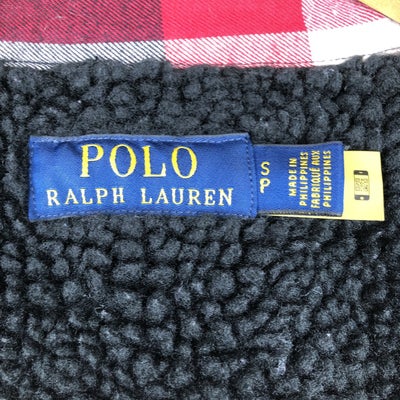 POLO
RALPH LAUREN
S
P
MADE IN
PHILIPPINES
FABRIQUÉ AUX
PHILIPPINES